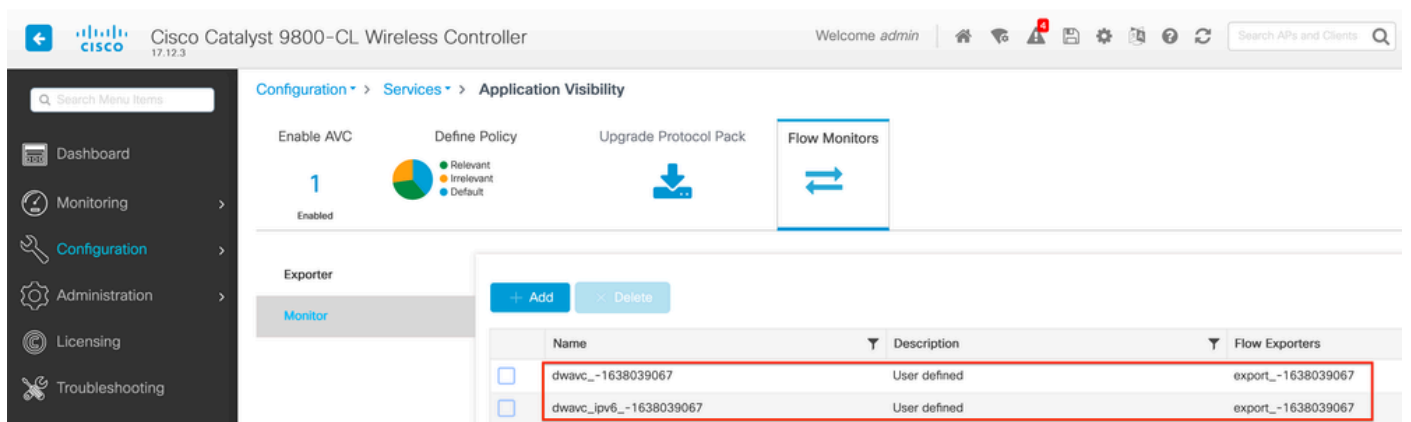 CISCO
Cisco Catalyst 9800-CL Wireless Controller
17.12.3
Welcome admin
4
Search APs and Clients
Search Menu Items
Dashboard
Monitoring
Configuration
Administration
Licensing
Troubleshooting
Configuration > Services > Application Visibility
Enable AVC
1
Enabled
Define Policy
Relevant
Irrelevant
Default
Upgrade Protocol Pack
Flow Monitors
Exporter
Monitor
+ Add
× Delete
Name Description Flow Exporters
dwavc_-1638039067 User defined export_-1638039067
dwavc_ipv6_-1638039067 User defined export_-1638039067